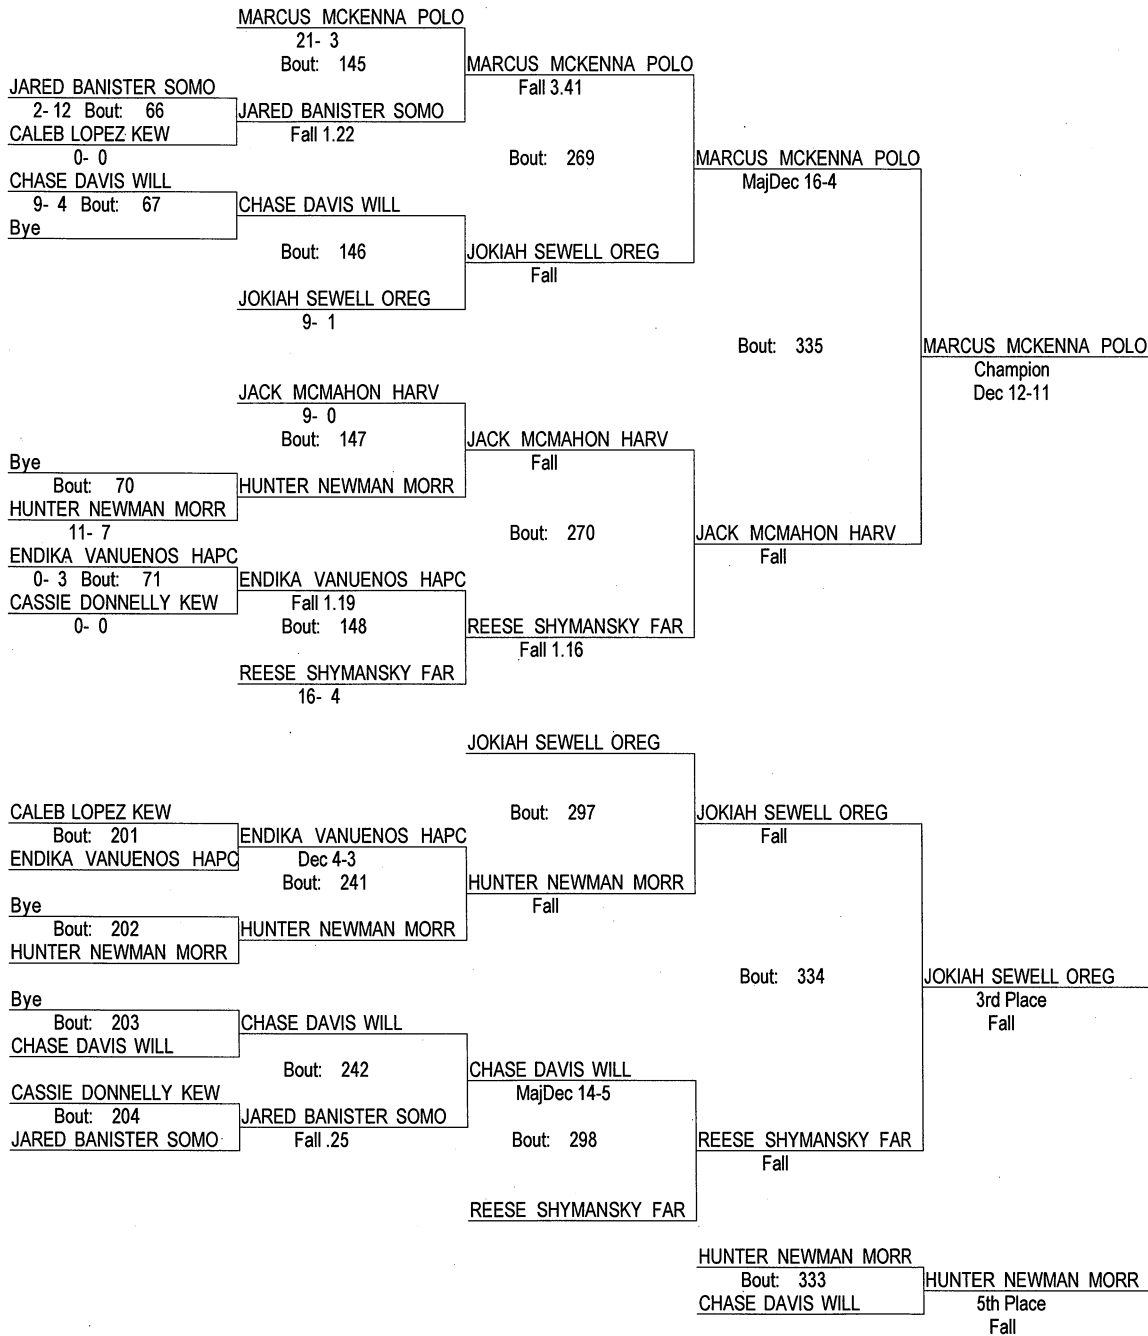 MARCUS MCKENNA POLO
21- 3
Bout: 145
MARCUS MCKENNA POLO
Fall 3.41
JARED BANISTER SOMO
2- 12 Bout: 66
JARED BANISTER SOMO
Fall 1.22
CALEB LOPEZ KEW
0- 0
Bout: 269
MARCUS MCKENNA POLO
MajDec 16-4
CHASE DAVIS WILL
9- 4 Bout: 67
CHASE DAVIS WILL
Bye
Bout: 146
JOKIAH SEWELL OREG
Fall
JOKIAH SEWELL OREG
9- 1
Bout: 335
MARCUS MCKENNA POLO
Champion
Dec 12-11
JACK MCMAHON HARV
9- 0
Bout: 147
JACK MCMAHON HARV
Fall
Bye
Bout: 70
HUNTER NEWMAN MORR
HUNTER NEWMAN MORR
11- 7
Bout: 270
JACK MCMAHON HARV
Fall
ENDIKA VANUENOS HAPC
0- 3 Bout: 71
ENDIKA VANUENOS HAPC
Fall 1.19
CASSIE DONNELLY KEW
0- 0
Bout: 148
REESE SHYMANSKY FAR
Fall 1.16
REESE SHYMANSKY FAR
16- 4
JOKIAH SEWELL OREG
CALEB LOPEZ KEW
Bout: 201
ENDIKA VANUENOS HAPC
Bout: 297
JOKIAH SEWELL OREG
Fall
ENDIKA VANUENOS HAPC
Dec 4-3
Bout: 241
HUNTER NEWMAN MORR
Fall
Bye
Bout: 202
HUNTER NEWMAN MORR
HUNTER NEWMAN MORR
Bout: 334
JOKIAH SEWELL OREG
3rd Place
Fall
Bye
Bout: 203
CHASE DAVIS WILL
CHASE DAVIS WILL
Bout: 242
CHASE DAVIS WILL
MajDec 14-5
CASSIE DONNELLY KEW
Bout: 204
JARED BANISTER SOMO
JARED BANISTER SOMO
Fall .25
Bout: 298
REESE SHYMANSKY FAR
Fall
REESE SHYMANSKY FAR
HUNTER NEWMAN MORR
Bout: 333
HUNTER NEWMAN MORR
CHASE DAVIS WILL
5th Place
Fall